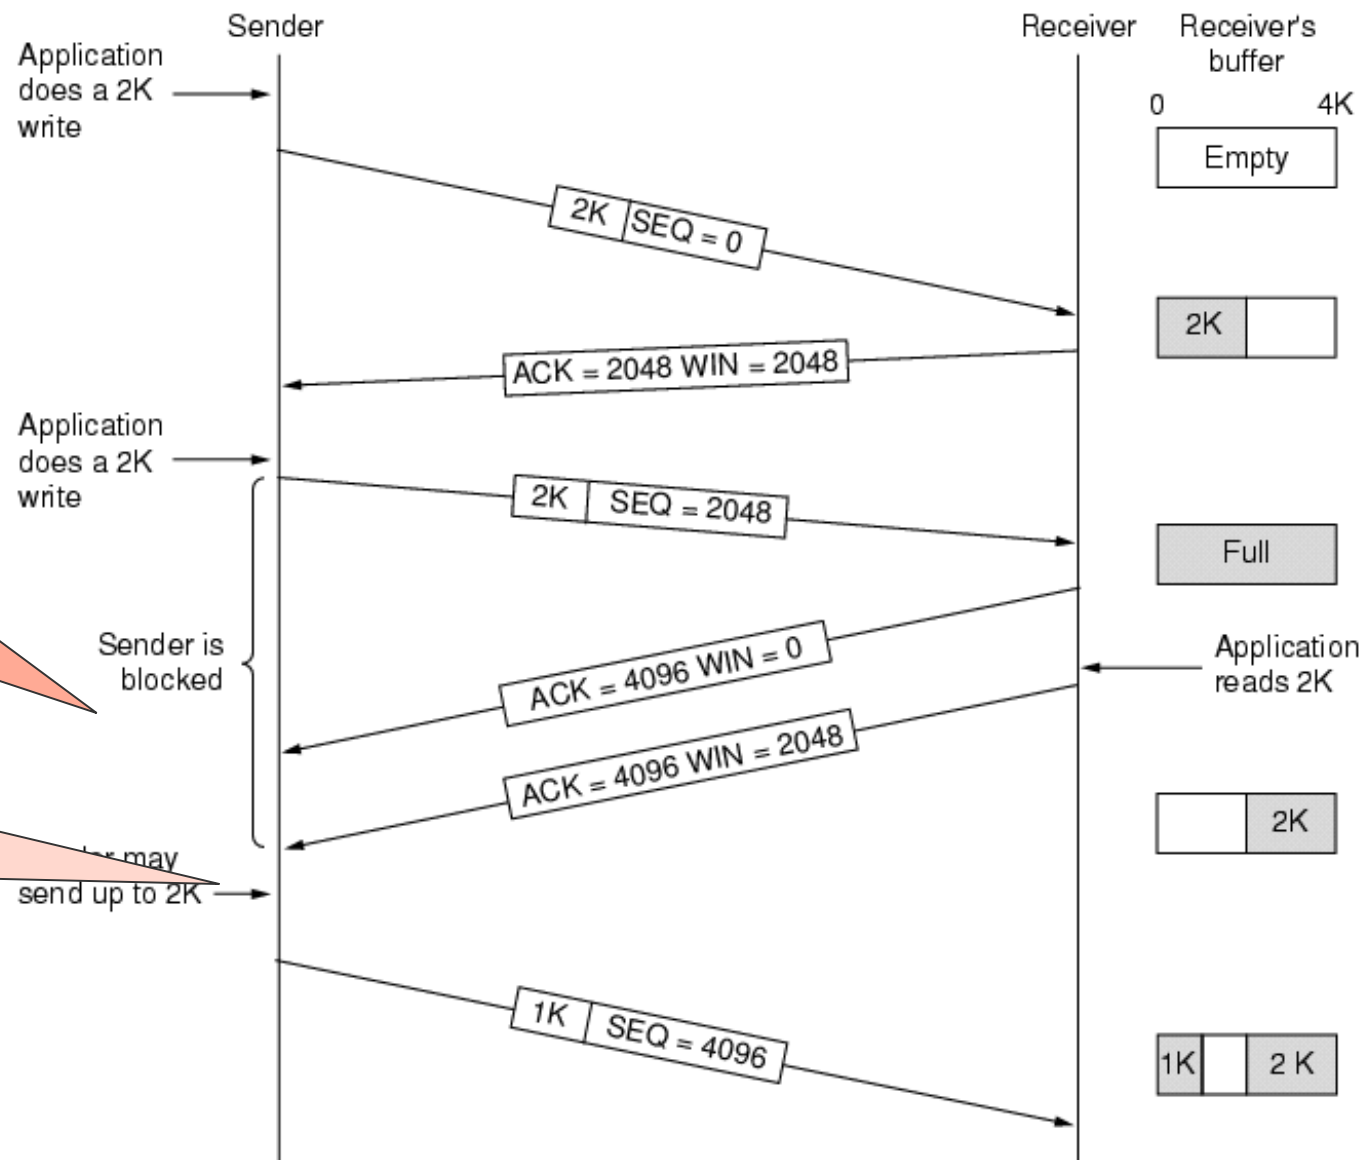 Sender
Receiver
Receiver's
buffer
Application
does a 2K
write
0 4K
Empty
2K SEQ = 0
2K
ACK = 2048 WIN = 2048
Application
does a 2K
write
2K SEQ = 2048
Full
Sender is
blocked
ACK = 4096 WIN = 0
Application
reads 2K
ACK = 4096 WIN = 2048
2K
may
send up to 2K
1K SEQ = 4096
1K 2 K